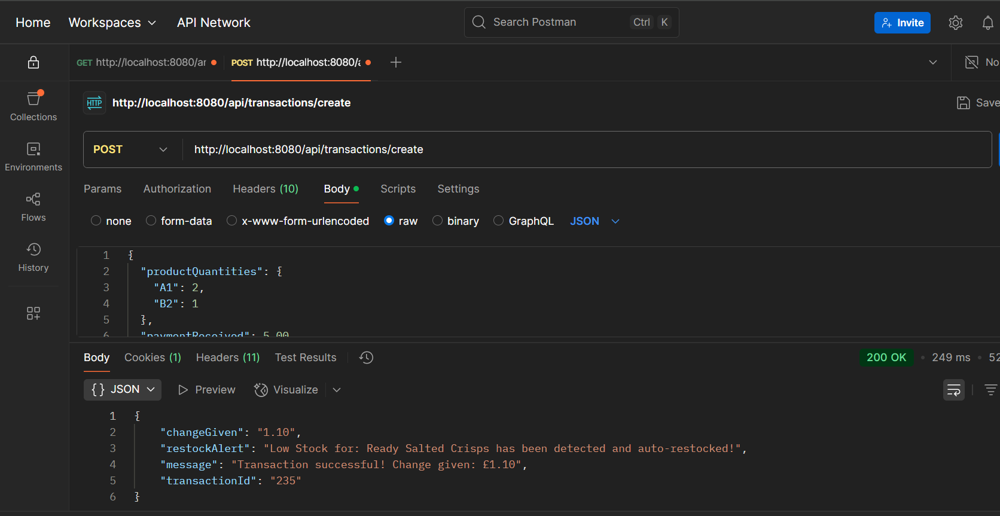 Home Workspaces API Network Search Postman Ctrl K Invite
GET http://localhost:8080/ar POST http://localhost:8080/a No
Collections
Environments
Flows
History
HTTP http://localhost:8080/api/transactions/create Save
POST http://localhost:8080/api/transactions/create
Params Authorization Headers (10) Body Scripts Settings
none form-data x-www-form-urlencoded raw binary GraphQL JSON
1 {
2 "productQuantities": {
3 "A1": 2,
4 "B2": 1
5 },
6 "paymentReceived": 5.00
Body Cookies (1) Headers (11) Test Results 200 OK • 249 ms • 52
{} JSON Preview Visualize
1 {
2 "changeGiven": "1.10",
3 "restockAlert": "Low Stock for: Ready Salted Crisps has been detected and auto-restocked!",
4 "message": "Transaction successful! Change given: £1.10",
5 "transactionId": "235"
6 }